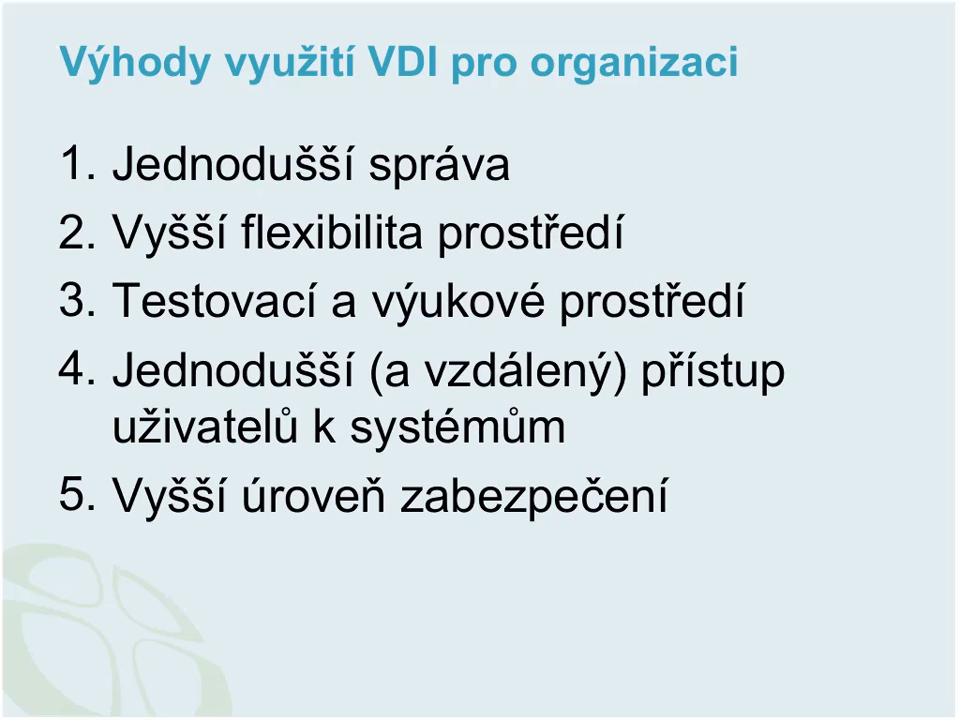 Výhody využití VDI pro organizaci
1. Jednodušší správa
2. Vyšší flexibilita prostředí
3. Testovací a výukové prostředí
4. Jednodušší (a vzdálený) přístup
uživatelů k systémům
5. Vyšší úroveň zabezpečení